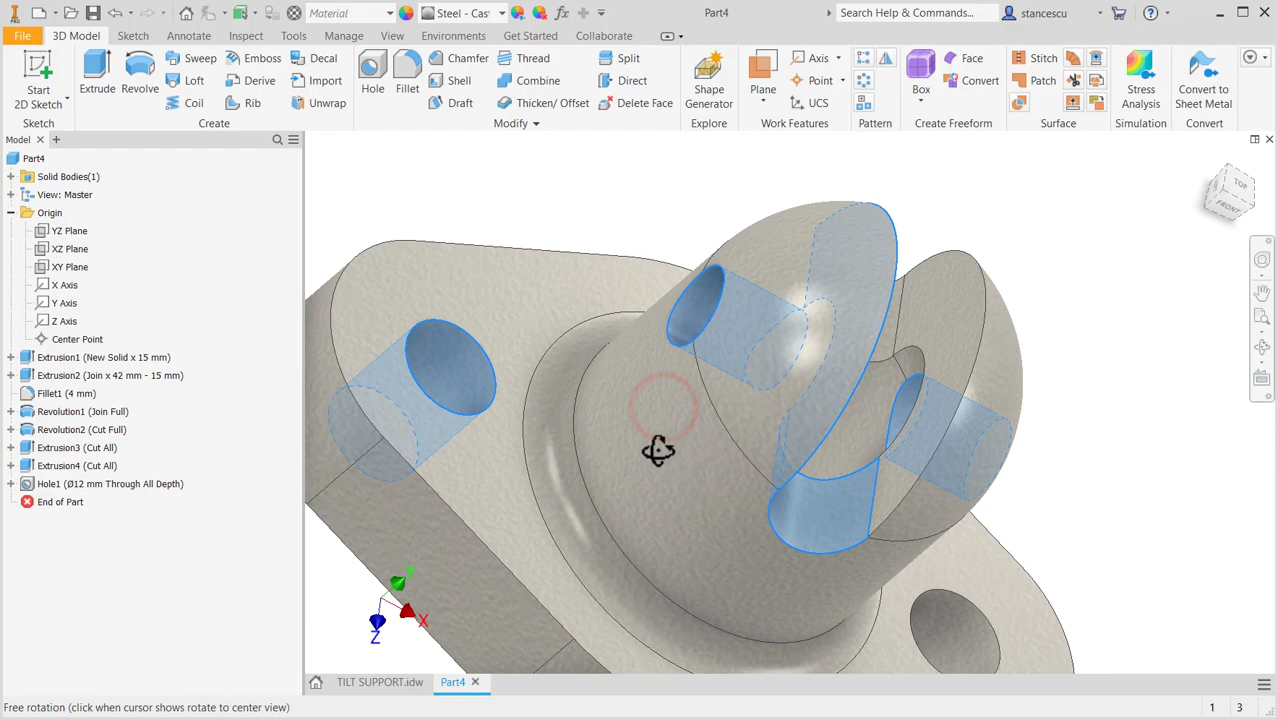 PRO Material Steel - Cas fx Part4 Search Help & Commands... stancescu ?
File 3D Model Sketch Annotate Inspect Tools Manage View Environments Get Started Collaborate
Start
2D Sketch
Extrude
Revolve
Sweep
Loft
Coil
Emboss
Derive
Rib
Decal
Import
Unwrap
Hole
Fillet
Chamfer
Shell
Draft
Thread
Combine
Thicken/ Offset
Split
Direct
Delete Face
Shape
Generator
Plane
Axis
Point
UCS
Box
Face
Convert
Stitch
Patch
Stress
Analysis
Convert to
Sheet Metal
Sketch Create Modify Explore Work Features Pattern Create Freeform Surface Simulation Convert
Model
Part4
Solid Bodies(1)
View: Master
Origin
YZ Plane
XZ Plane
XY Plane
X Axis
Y Axis
Z Axis
Center Point
Extrusion1 (New Solid x 15 mm)
Extrusion2 (Join x 42 mm - 15 mm)
Fillet1 (4 mm)
Revolution1 (Join Full)
Revolution2 (Cut Full)
Extrusion3 (Cut All)
Extrusion4 (Cut All)
Hole1 (Ø12 mm Through All Depth)
End of Part
TOP
FRONT
Y
X
Z
TILT SUPPORT.idw Part4
Free rotation (click when cursor shows rotate to center view) 1 3